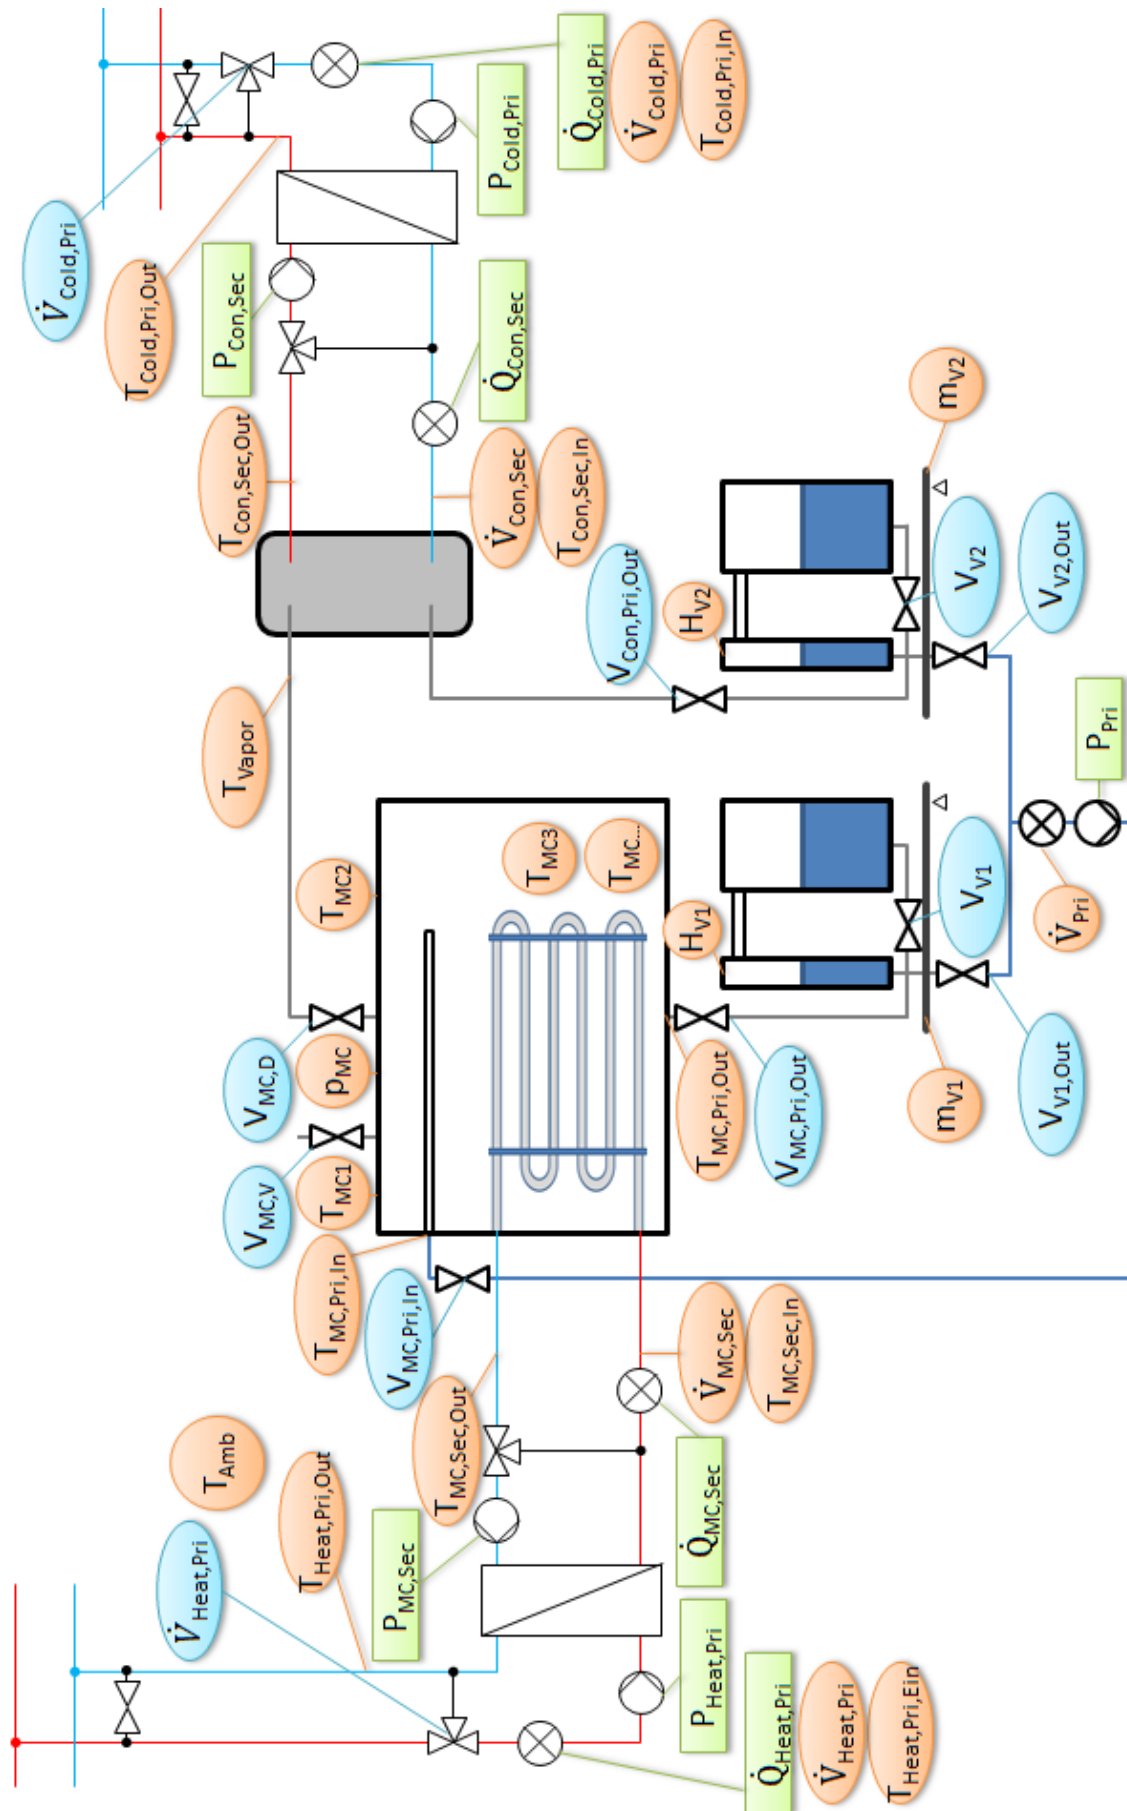 V̇Cold,Pri
TCold,Pri,Out
V̇Heat,Pri
TAmb
THeat,Pri,Out
PCon,Sec
TCon,Sec,Out
TVapor
VMC,D
VMC,V
TMC2
pMC
TMC1
TMC,Pri,In
VMC,Pri,In
TMC,Sec,Out
PMC,Sec
PCold,Pri
Q̇Cold,Pri
V̇Cold,Pri
TCold,Pri,In
Q̇Con,Sec
V̇Con,Sec
TCon,Sec,In
TMC3
TMC...
VCon,Pri,Out
HV2
HV1
TMC,Pri,Out
VMC,Pri,Out
V̇MC,Sec
TMC,Sec,In
Q̇MC,Sec
PHeat,Pri
Q̇Heat,Pri
V̇Heat,Pri
THeat,Pri,Ein
mV2
VV2
VV2,Out
mV1
VV1
VV1,Out
V̇Pri
PPri